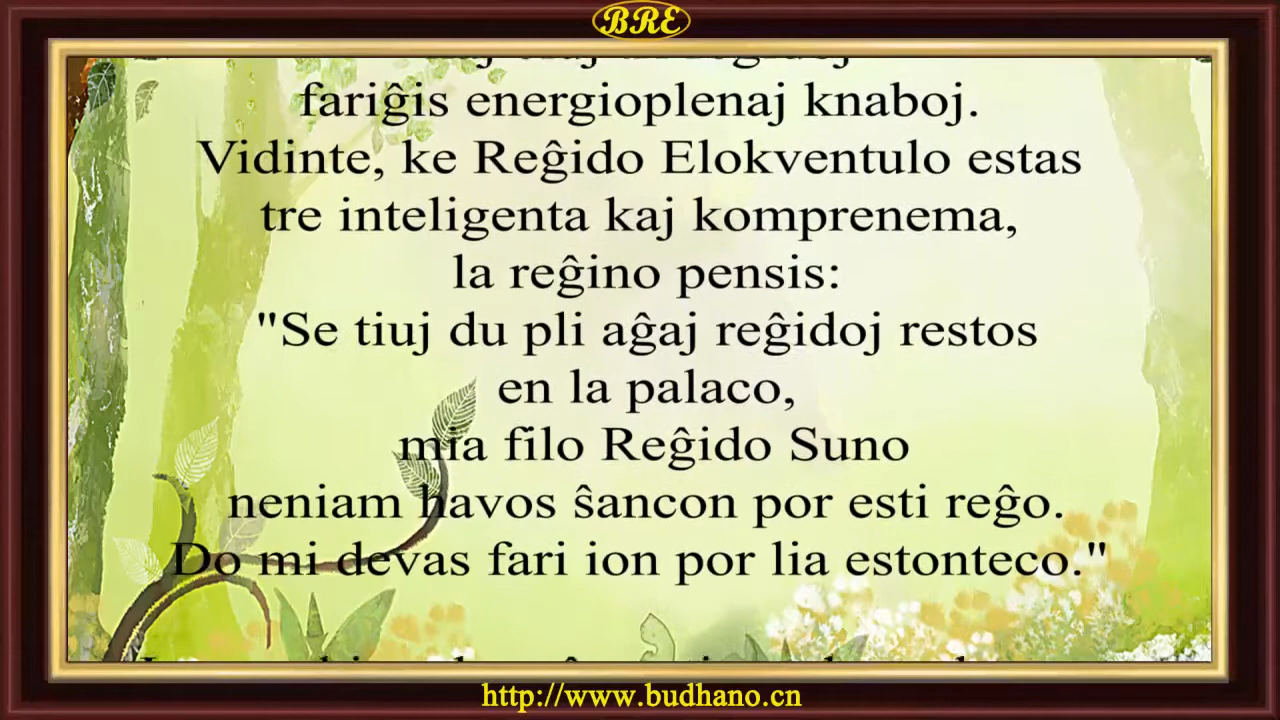 BRE
fariĝis energioplenaj knaboj.
Vidinte, ke Reĝido Elokventulo estas
tre inteligenta kaj komprenema,
la reĝino pensis:
"Se tiuj du pli aĝaj reĝidoj restos
en la palaco,
mia filo Reĝido Suno
neniam havos ŝancon por esti reĝo.
Do mi devas fari ion por lia estonteco."
http://www.budhano.cn